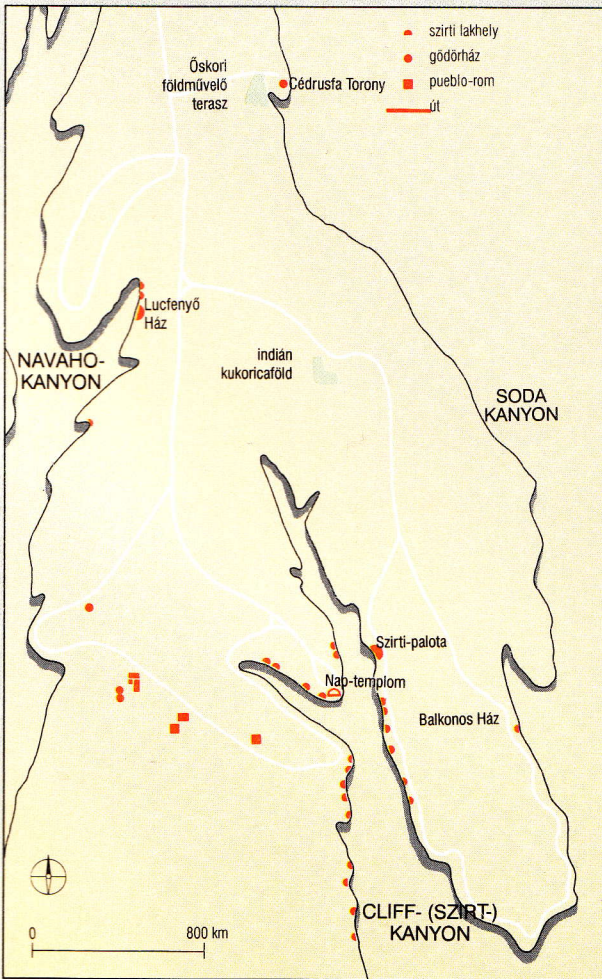 szirti lakhely
gödörház
pueblo-rom
út
Őskori
földművelő
terasz
Cédrusfa Torony
Lucfenyő
Ház
NAVAHO-
KANYON
indián
kukoricaföld
SODA
KANYON
Szirti-palota
Nap-templom
Balkonos Ház
CLIFF- (SZIRT-)
KANYON
0
800 km